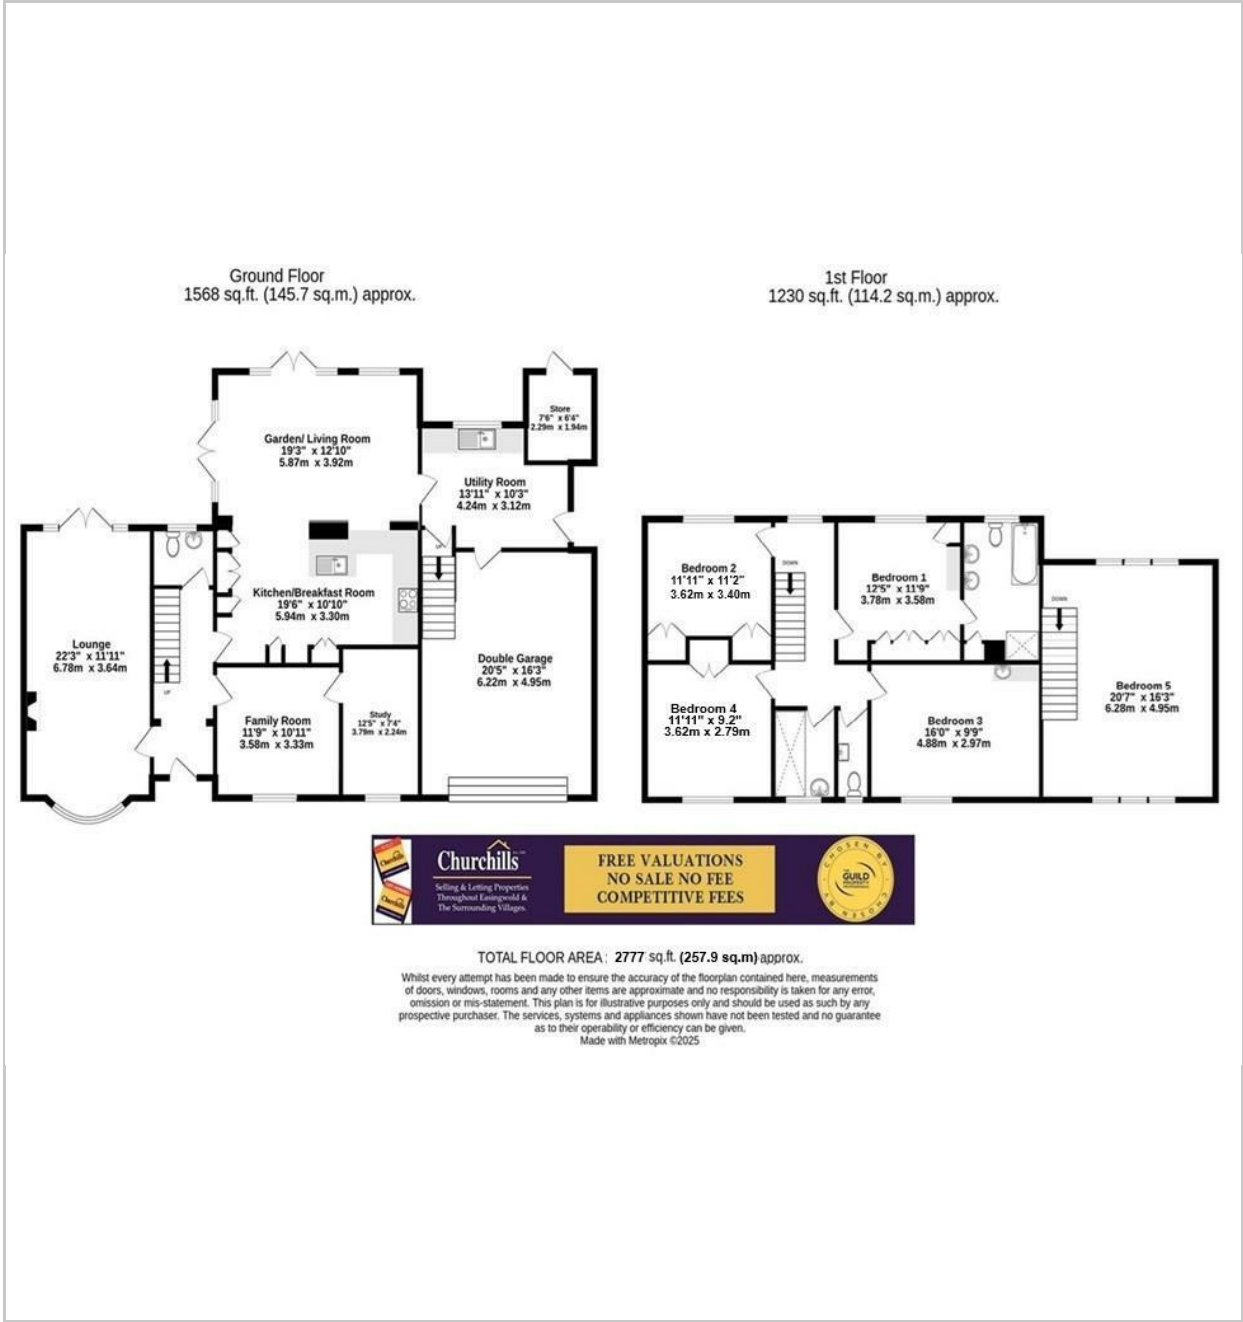 Ground Floor
1568 sq.ft. (145.7 sq.m.) approx.
1st Floor
1230 sq.ft. (114.2 sq.m.) approx.
Store
7'6" x 6'4"
2.29m x 1.94m
Garden/ Living Room
19'3" x 12'10"
5.87m x 3.92m
Utility Room
13'11" x 10'3"
4.24m x 3.12m
UP
Kitchen/Breakfast Room
19'6" x 10'10"
5.94m x 3.30m
Lounge
22'3" x 11'11"
6.78m x 3.64m
UP
Double Garage
20'5" x 16'3"
6.22m x 4.95m
Family Room
11'9" x 10'11"
3.58m x 3.33m
Study
12'5" x 7'4"
3.79m x 2.24m
Bedroom 2
11'11" x 11'2"
3.62m x 3.40m
DOWN
Bedroom 1
12'5" x 11'9"
3.78m x 3.58m
DOWN
Bedroom 5
20'7" x 16'3"
6.28m x 4.95m
Bedroom 4
11'11" x 9.2"
3.62m x 2.79m
Bedroom 3
16'0" x 9'9"
4.88m x 2.97m
Churchills
Churchills
Churchills
Selling & Letting Properties
Throughout Easingwold &
The Surrounding Villages.
FREE VALUATIONS
NO SALE NO FEE
COMPETITIVE FEES
CHOSEN BY
THE
GUILD
PROPERTY
PROFESSIONALS
CHOSEN BY
TOTAL FLOOR AREA : 2777 sq.ft. (257.9 sq.m) approx.
Whilst every attempt has been made to ensure the accuracy of the floorplan contained here, measurements
of doors, windows, rooms and any other items are approximate and no responsibility is taken for any error,
omission or mis-statement. This plan is for illustrative purposes only and should be used as such by any
prospective purchaser. The services, systems and appliances shown have not been tested and no guarantee
as to their operability or efficiency can be given.
Made with Metropix ©2025